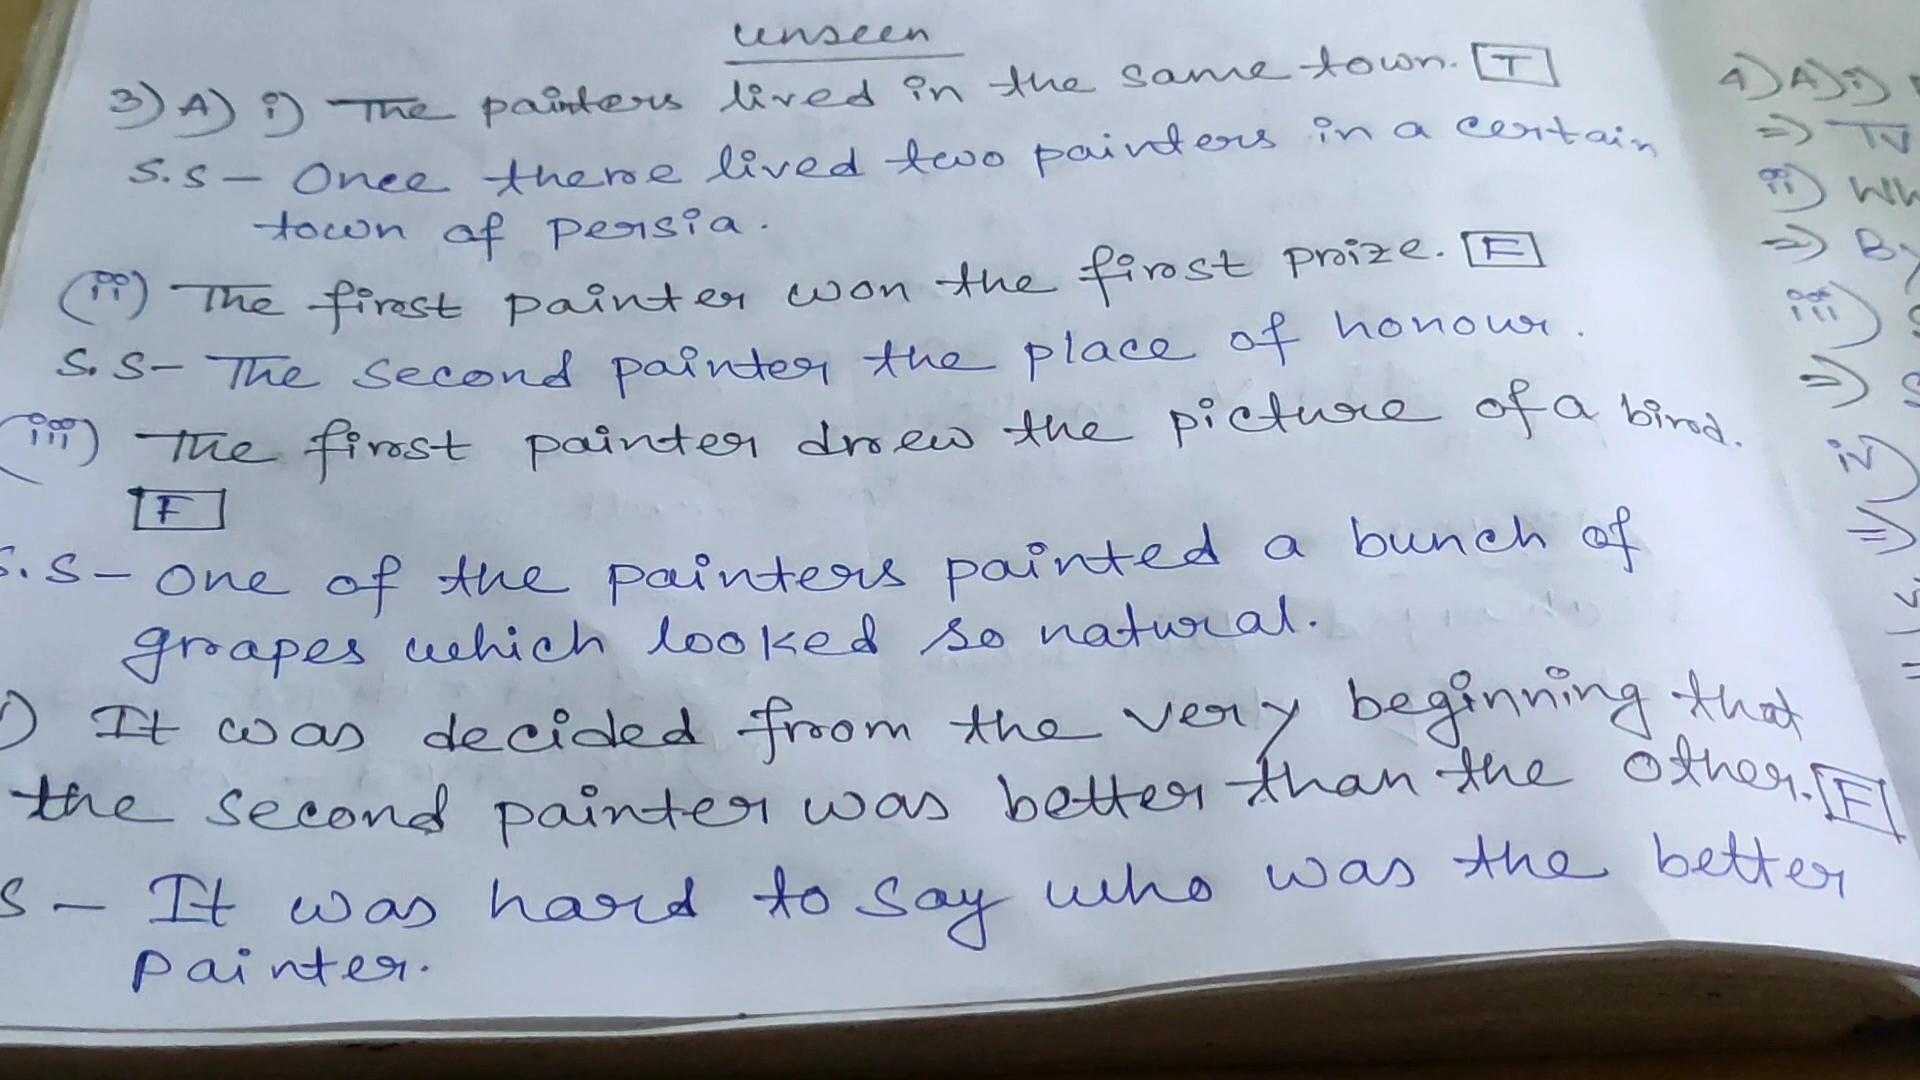 Unseen
3) A) i) The painters lived in the same town. T
S.S - Once there lived two painters in a certain
town of Persia.
(ii) The first painter won the first prize. F
S.S - The second painter the place of honour.
(iii) The first painter drew the picture of a bird.
F
S.S - One of the painters painted a bunch of
grapes which looked so natural.
) It was decided from the very beginning that
the second painter was better than the other. F
S - It was hard to say who was the better
painter.
4) A) i)
=> TV
ii) Wh
=> By
iii)
=> S
iv)
=>